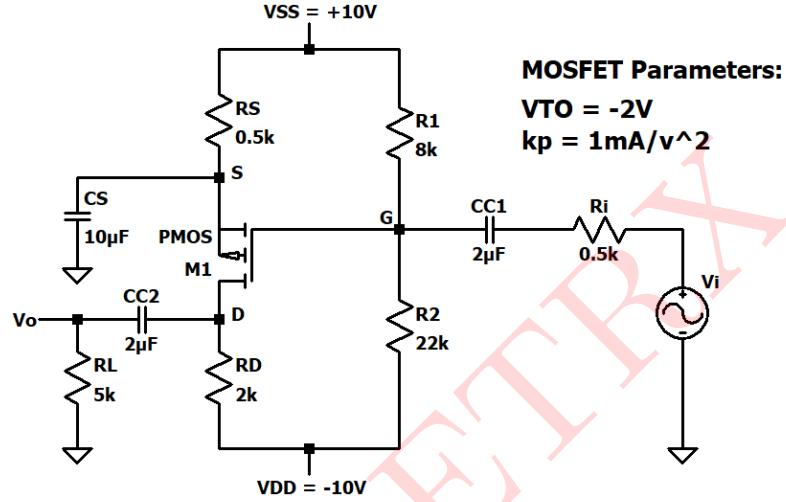 VSS = +10V
MOSFET Parameters:
VTO = -2V
kp = 1mA/v^2
RS
0.5k
R1
8k
S
CS
10µF
PMOS
M1
G
CC1
2µF
Ri
0.5k
Vi
Vo
CC2
2µF
D
R2
22k
RL
5k
RD
2k
VDD = -10V
ETRX